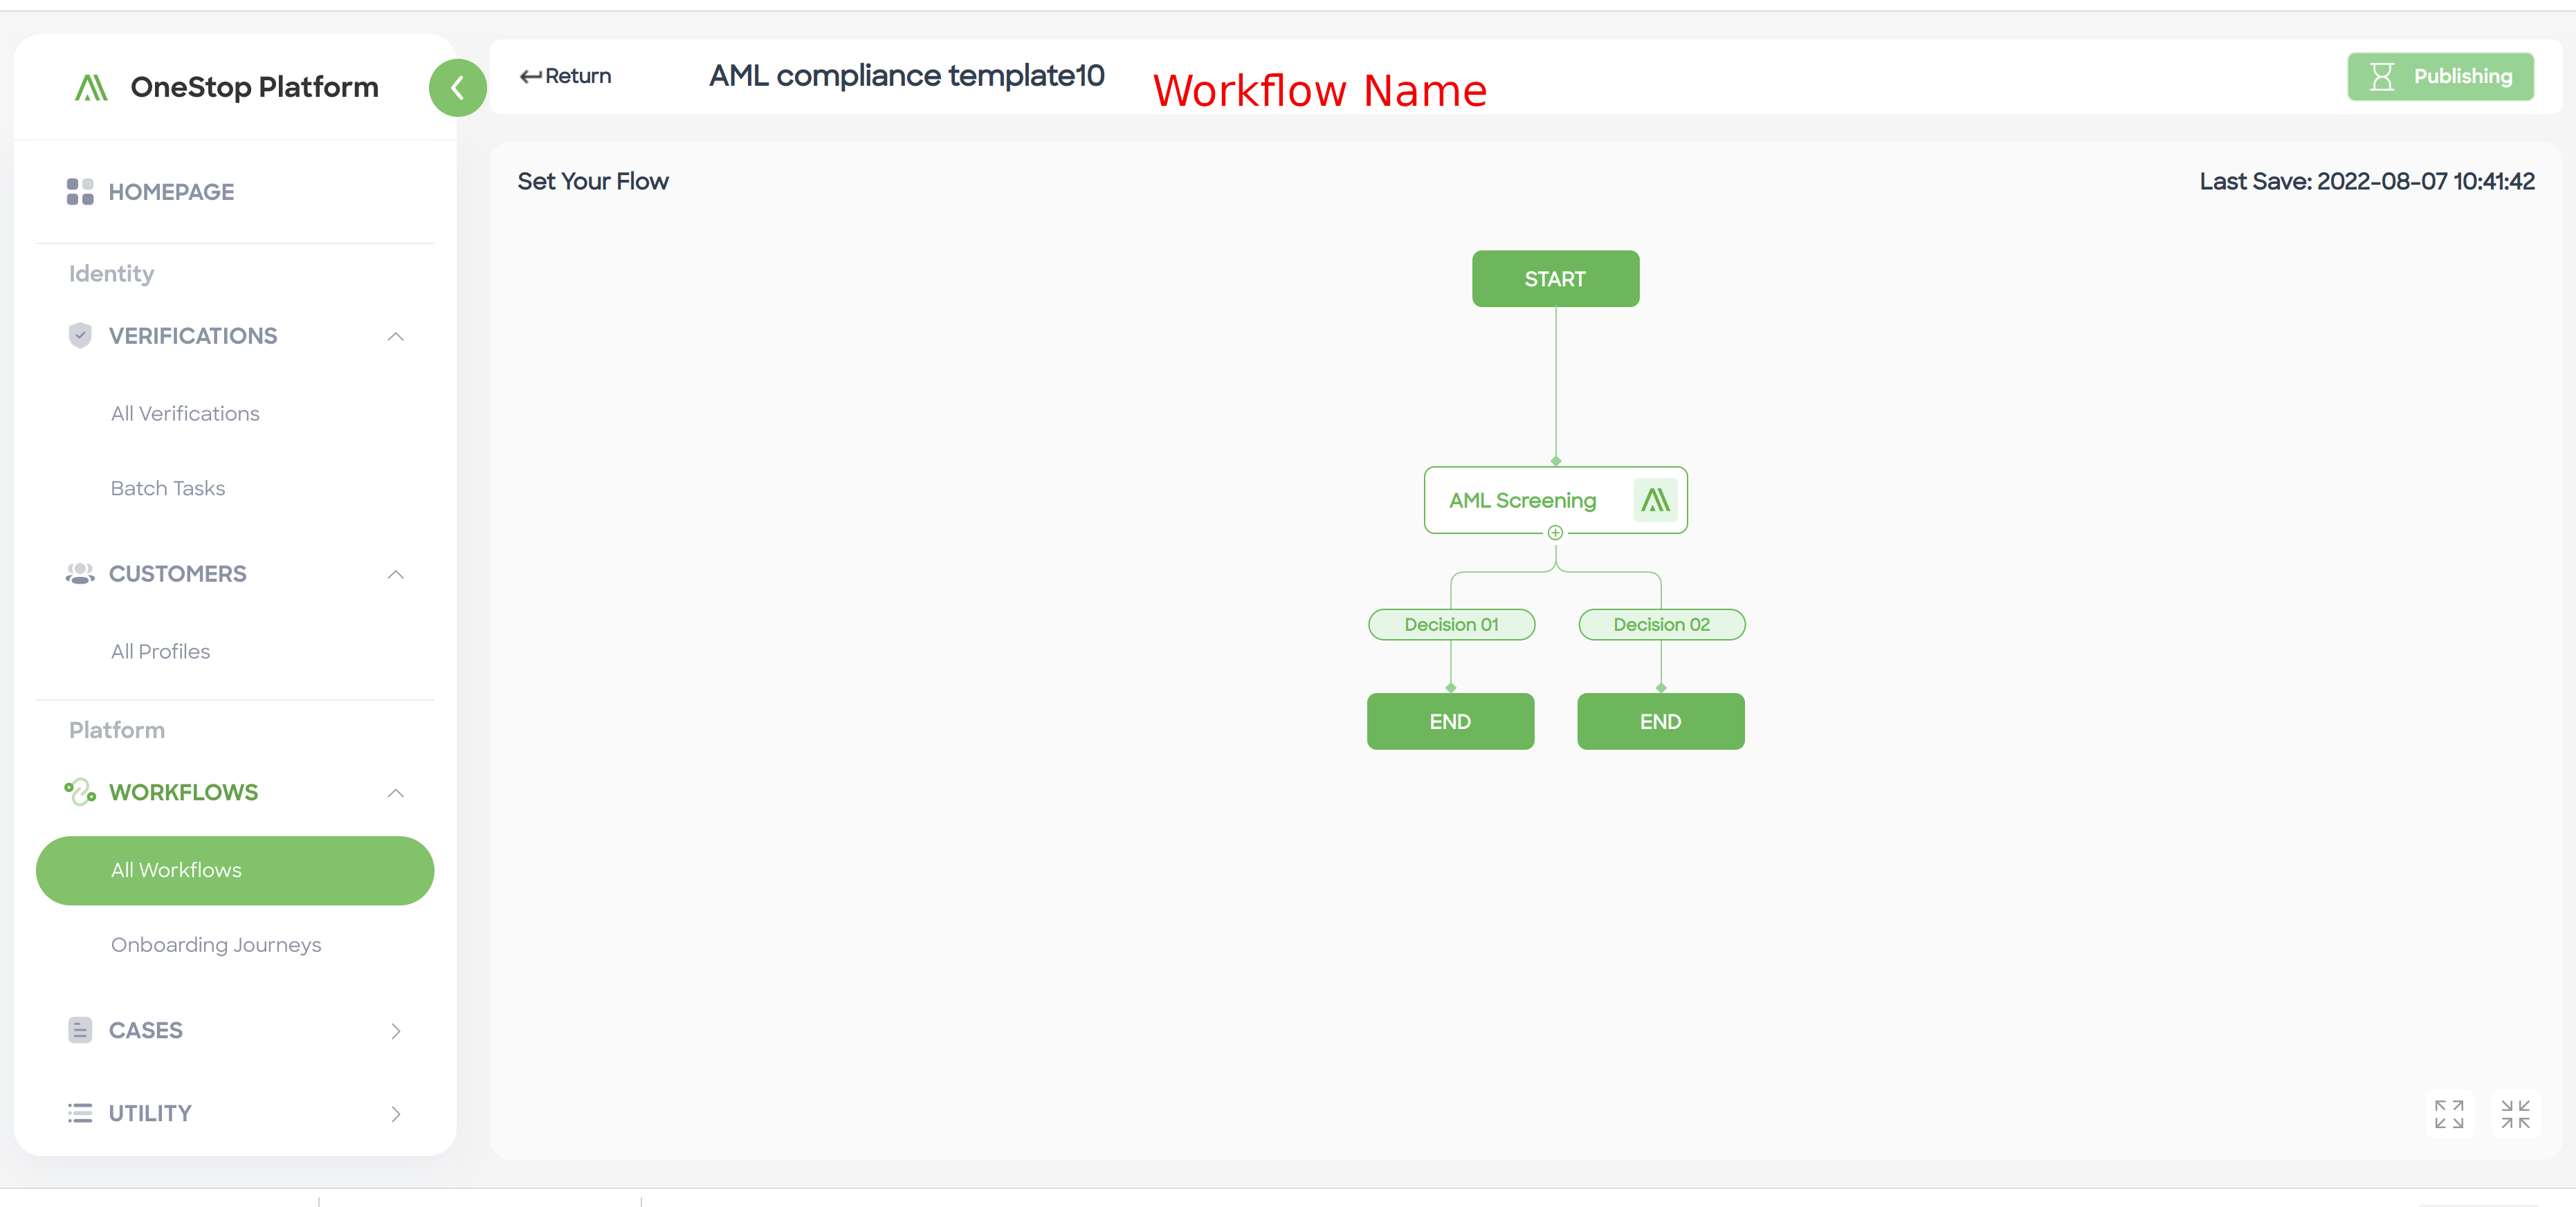 OneStop Platform
Return
AML compliance template10
Workflow Name
Publishing
HOMEPAGE
Identity
VERIFICATIONS
All Verifications
Batch Tasks
CUSTOMERS
All Profiles
Platform
WORKFLOWS
All Workflows
Onboarding Journeys
CASES
UTILITY
Set Your Flow
Last Save: 2022-08-07 10:41:42
START
AML Screening
Decision 01
Decision 02
END
END